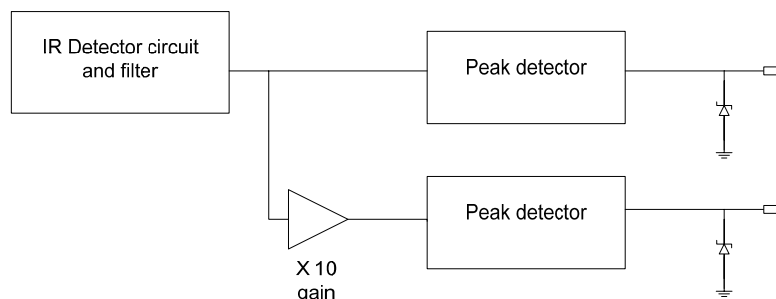 IR Detector circuit
and filter
Peak detector
Peak detector
X 10
gain